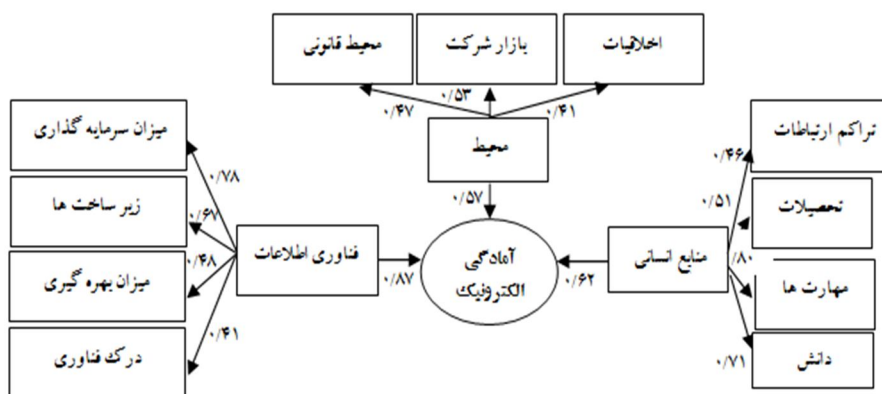 محیط قانونی
بازار شرکت
اخلاقیات
۰/۴۷
۰/۵۳
۰/۴۱
محیط
۰/۵۷
میزان سرمایه گذاری
زیر ساخت ها
میزان بهره گیری
درک فناوری
۰/۷۸
۰/۶۷
۰/۴۸
۰/۴۱
فناوری اطلاعات
۰/۸۷
آمادگی
الکترونیک
۰/۶۲
منابع انسانی
۰/۴۶
۰/۵۱
/۸۰
۰/۷۱
تراکم ارتباطات
تحصیلات
مهارت ها
دانش